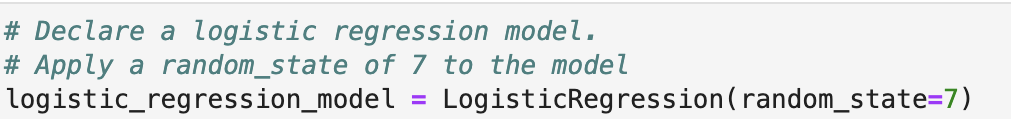 # Declare a logistic regression model.
# Apply a random_state of 7 to the model
logistic_regression_model = LogisticRegression(random_state=7)